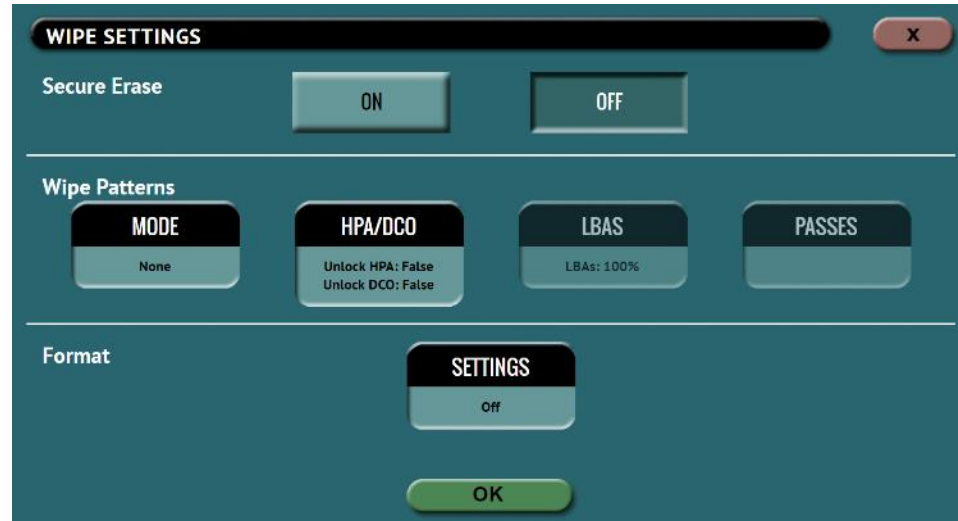 WIPE SETTINGS
X
Secure Erase
ON
OFF
Wipe Patterns
MODE
None
HPA/DCO
Unlock HPA: False
Unlock DCO: False
LBAS
LBAs: 100%
PASSES
Format
SETTINGS
Off
OK